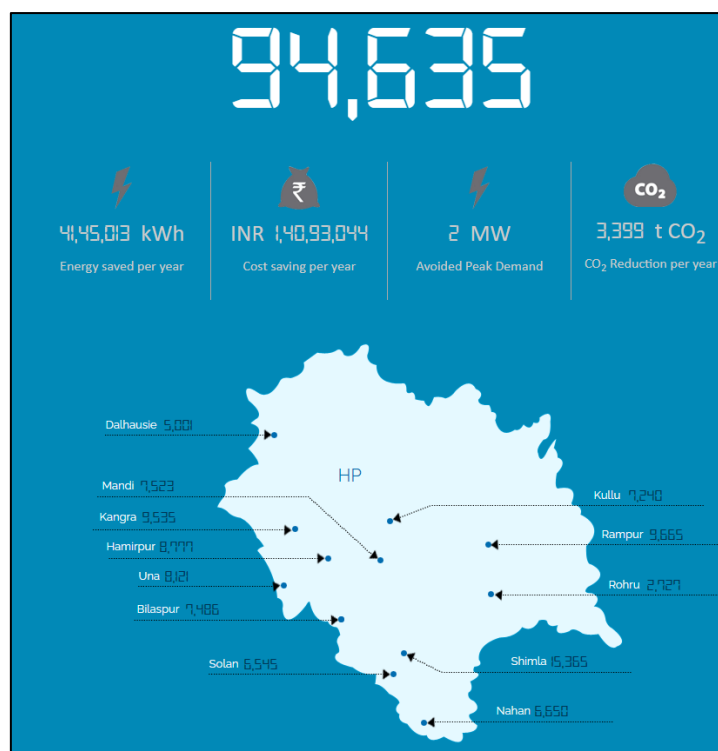 94,635
CO₂
41,45,013 kWh
Energy saved per year
₹
INR 1,40,93,044
Cost saving per year
2 MW
Avoided Peak Demand
3,399 t CO₂
CO₂ Reduction per year
Dalhausie 5,001
HP
Mandi 7,523
Kullu 7,240
Kangra 9,535
Rampur 9,665
Hamirpur 8,777
Una 8,121
Rohru 2,727
Bilaspur 7,486
Solan 6,545
Shimla 15,365
Nahan 6,650